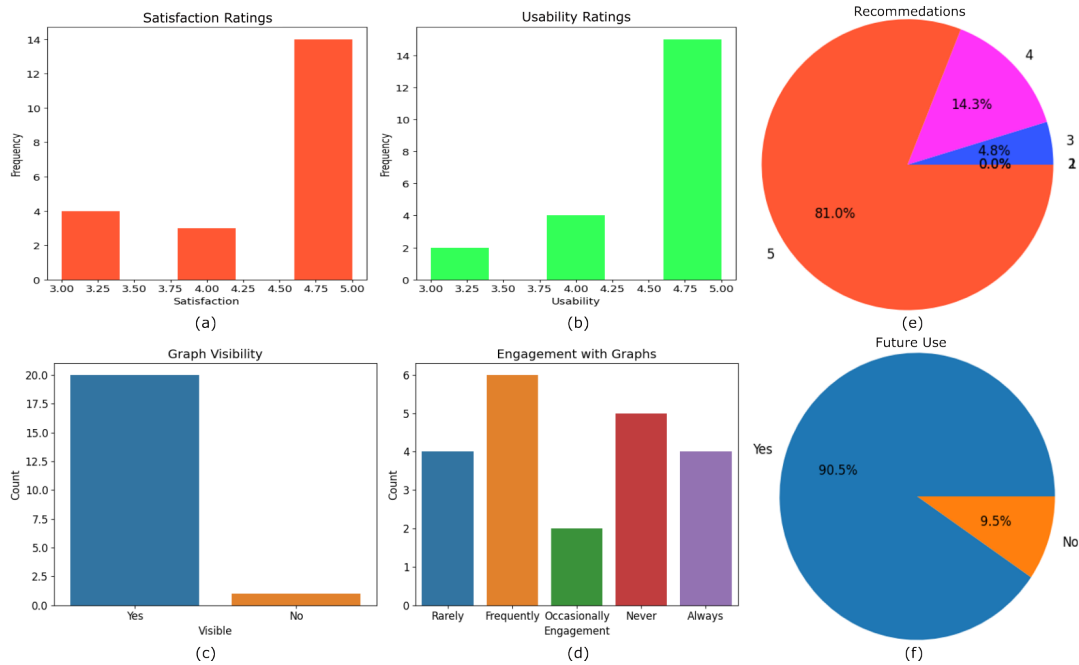 Satisfaction Ratings
14
12
10
8
6
4
2
0
Frequency
3.00 3.25 3.50 3.75 4.00 4.25 4.50 4.75 5.00
Satisfaction
(a)
Usability Ratings
14
12
10
8
6
4
2
0
Frequency
3.00 3.25 3.50 3.75 4.00 4.25 4.50 4.75 5.00
Usability
(b)
Recommedations
4
14.3%
3
4.8%
0.0%
81.0%
5
(e)
Graph Visibility
20.0
17.5
15.0
12.5
10.0
7.5
5.0
2.5
0.0
Count
Yes No
Visible
(c)
Engagement with Graphs
6
5
4
3
2
1
0
Count
Rarely Frequently Occasionally Never Always
Engagement
(d)
Future Use
Yes
90.5%
9.5%
No
(f)